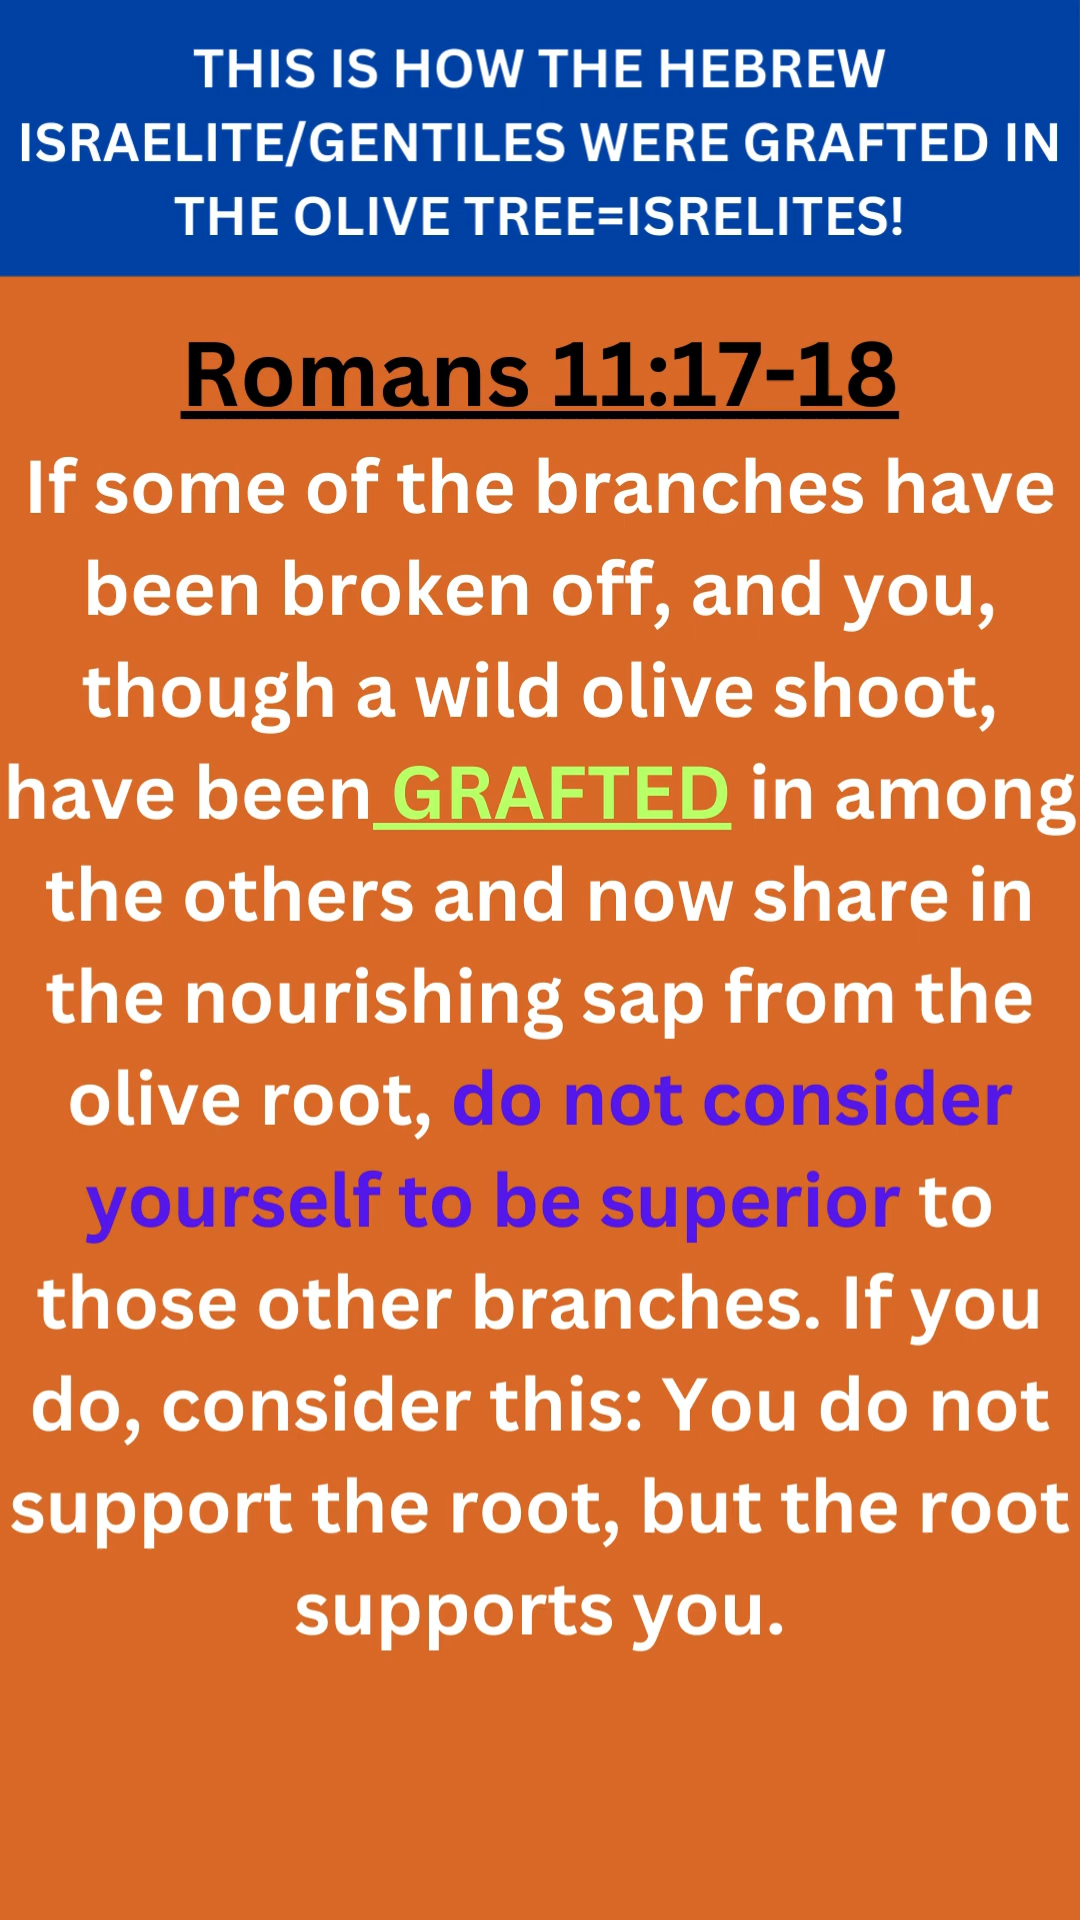 THIS IS HOW THE HEBREW
ISRAELITE/GENTILES WERE GRAFTED IN
THE OLIVE TREE=ISRELITES!
Romans 11:17-18
If some of the branches have
been broken off, and you,
though a wild olive shoot,
have been GRAFTED in among
the others and now share in
the nourishing sap from the
olive root, do not consider
yourself to be superior to
those other branches. If you
do, consider this: You do not
support the root, but the root
supports you.